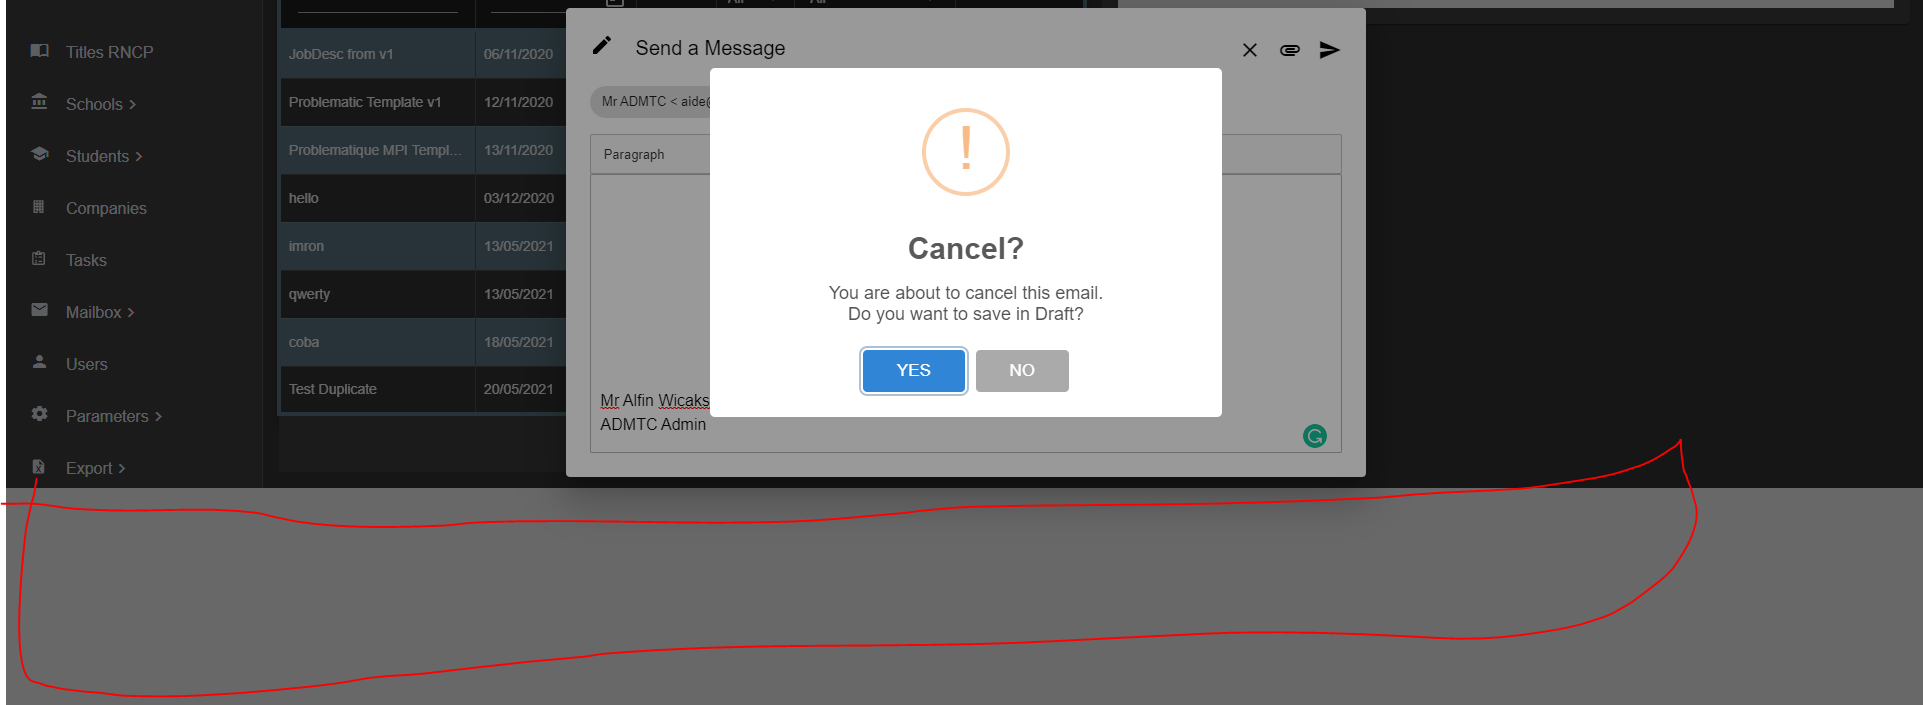 Titles RNCP
Schools
Students
Companies
Tasks
Mailbox
Users
Parameters
Export
JobDesc from v1 06/11/2020
Problematic Template v1 12/11/2020
Problematique MPI Templ... 13/11/2020
hello 03/12/2020
imron 13/05/2021
qwerty 13/05/2021
coba 18/05/2021
Test Duplicate 20/05/2021
Send a Message
Mr ADMTC < aide@
Paragraph
Mr Alfin Wicaks
ADMTC Admin
!
Cancel?
You are about to cancel this email.
Do you want to save in Draft?
YES NO